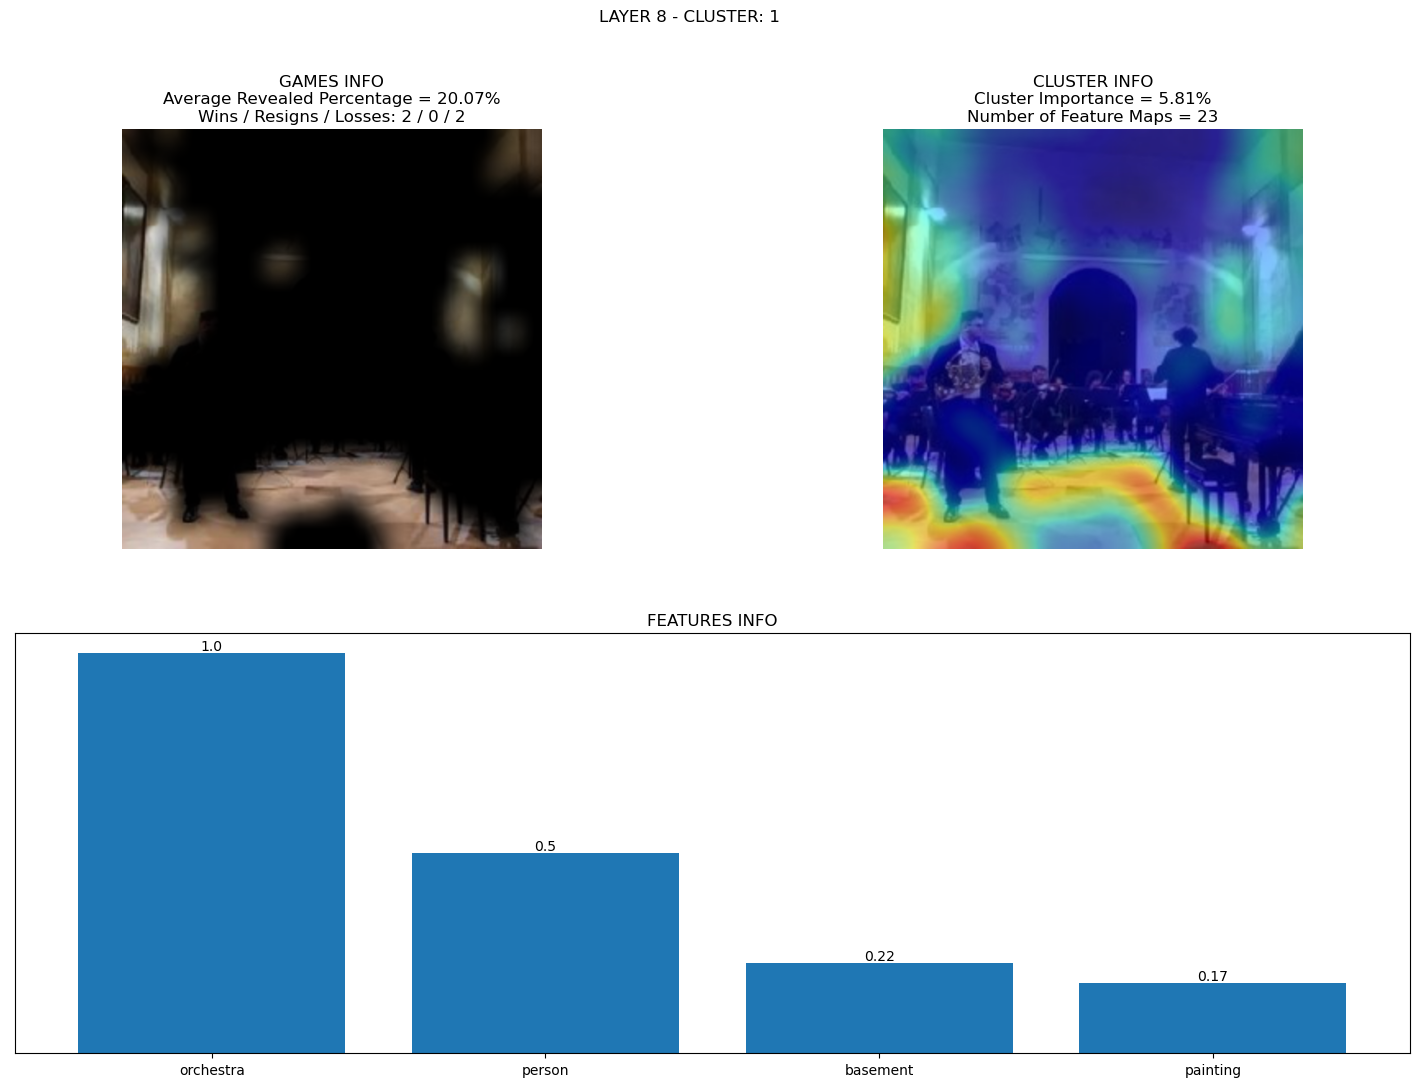 LAYER 8 - CLUSTER: 1
GAMES INFO
Average Revealed Percentage = 20.07%
Wins / Resigns / Losses: 2 / 0 / 2
CLUSTER INFO
Cluster Importance = 5.81%
Number of Feature Maps = 23
FEATURES INFO
1.0
0.5
0.22
0.17
orchestra
person
basement
painting